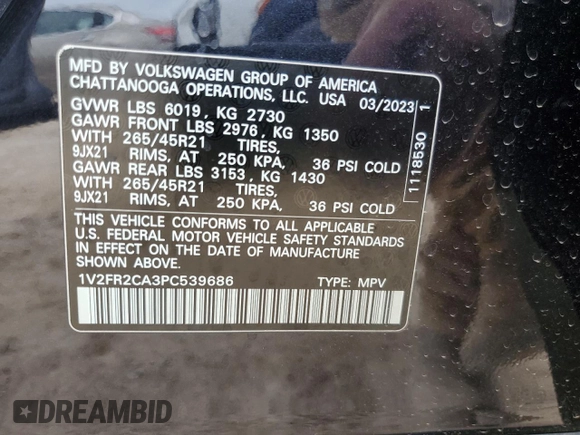 MFD BY VOLKSWAGEN GROUP OF AMERICA
CHATTANOOGA OPERATIONS, LLC. USA 03/2023
GVWR LBS 6019 , KG 2730
GAWR FRONT LBS 2976 , KG 1350
WITH 265/45R21 TIRES,
9JX21 RIMS, AT 250 KPA, 36 PSI COLD
GAWR REAR LBS 3153 , KG 1430
WITH 265/45R21 TIRES,
9JX21 RIMS, AT 250 KPA, 36 PSI COLD
THIS VEHICLE CONFORMS TO ALL APPLICABLE
U.S. FEDERAL MOTOR VEHICLE SAFETY STANDARDS
IN EFFECT ON THE DATE OF MANUFACTURE
SHOWN ABOVE.
1V2FR2CA3PC539686 TYPE: MPV
1118530 1
DREAMBID